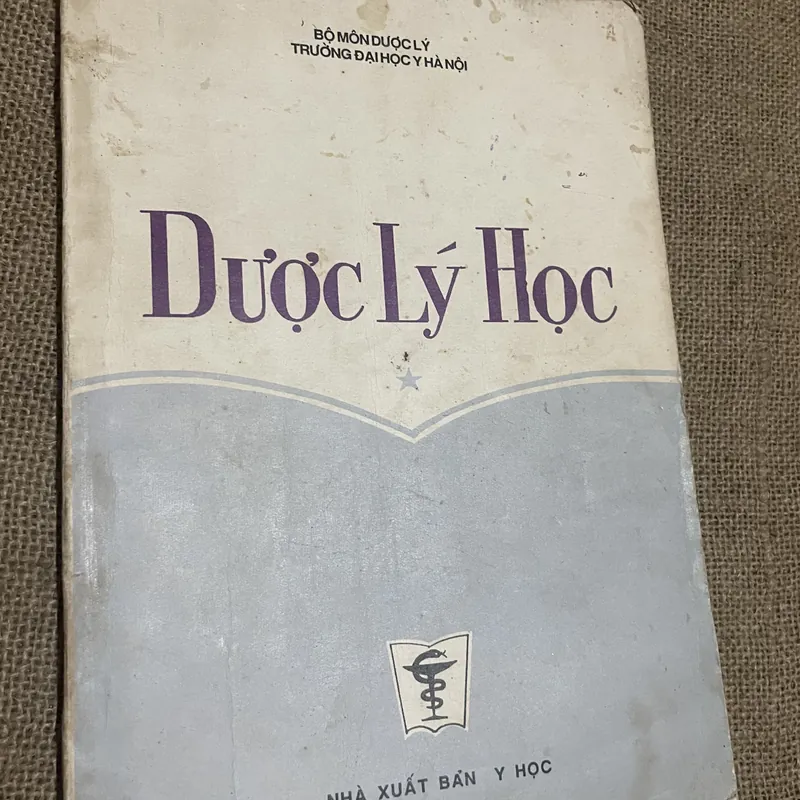 BỘ MÔN DƯỢC LÝ
TRƯỜNG ĐẠI HỌC Y HÀ NỘI
DƯỢC LÝ HỌC
NHÀ XUẤT BẢN Y HỌC